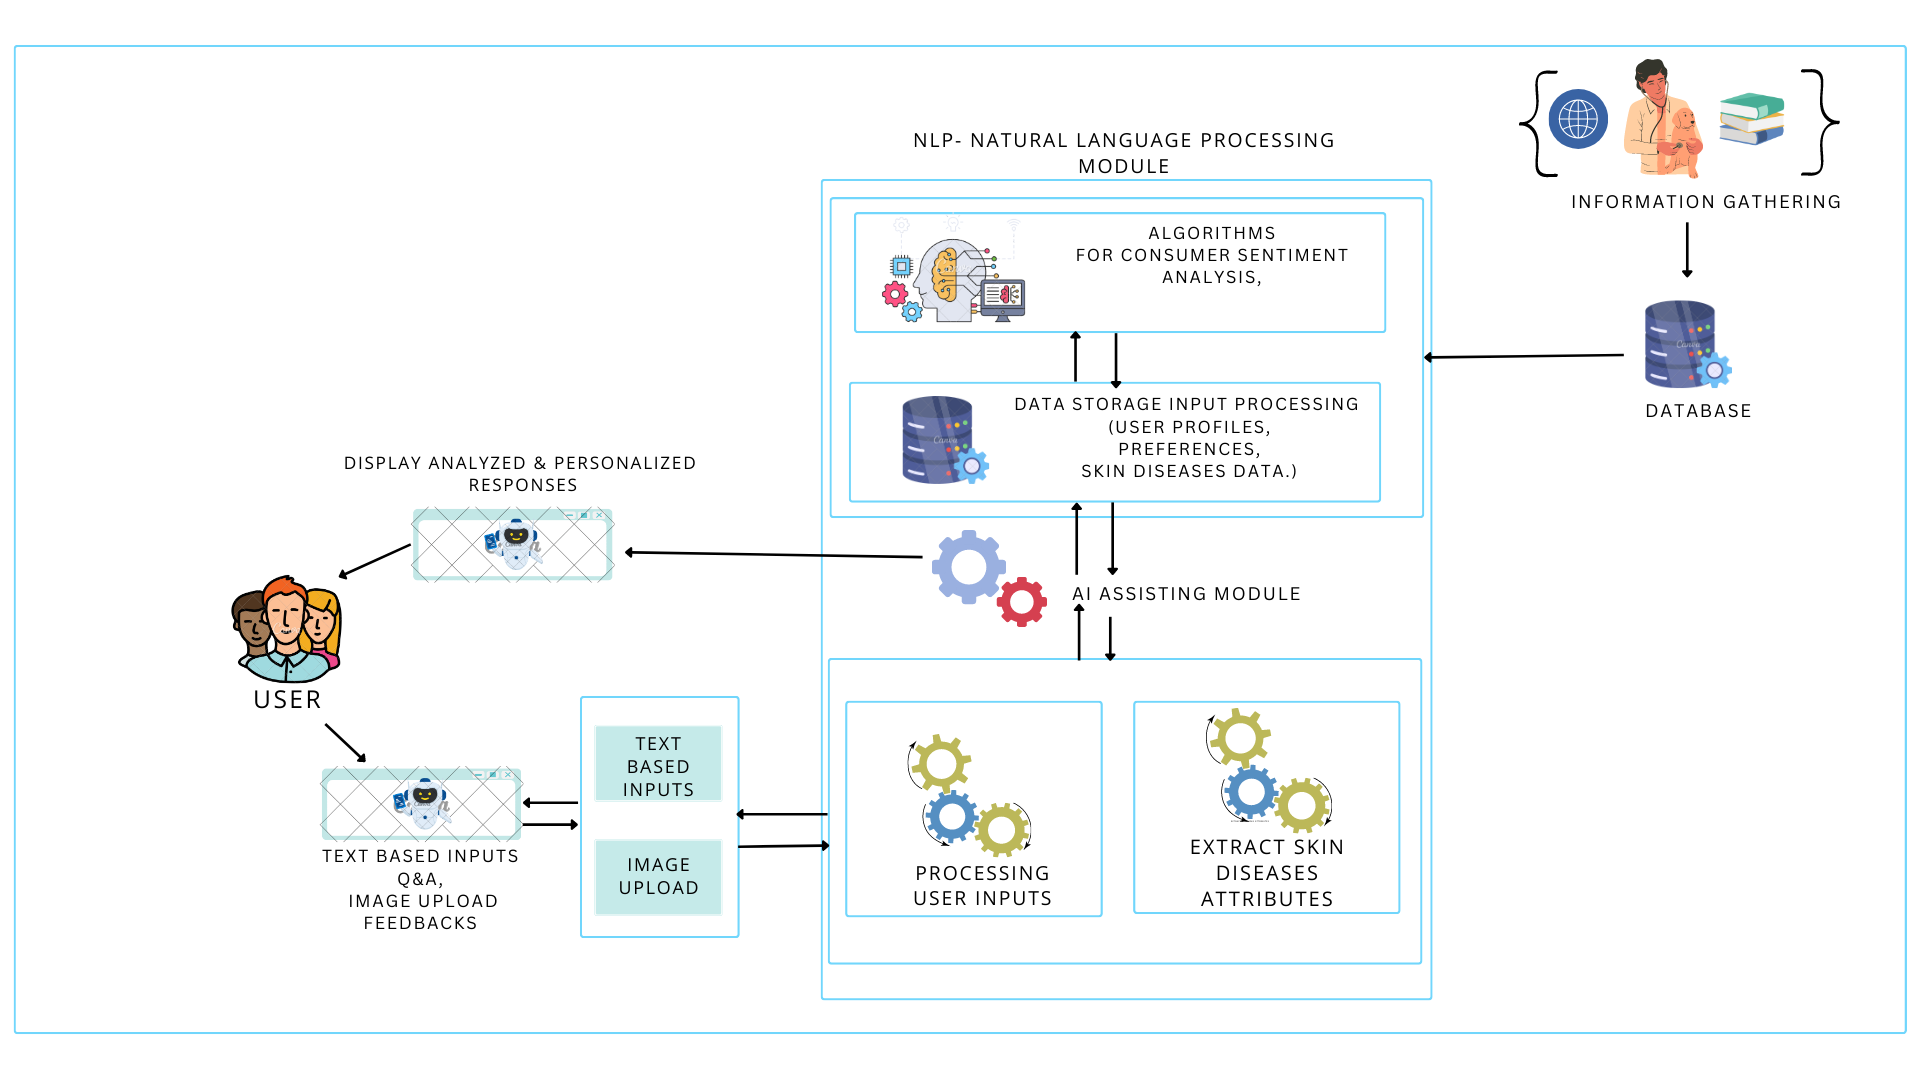 NLP- NATURAL LANGUAGE PROCESSING
MODULE
INFORMATION GATHERING
ALGORITHMS
FOR CONSUMER SENTIMENT
ANALYSIS,
DATABASE
DATA STORAGE INPUT PROCESSING
(USER PROFILES,
PREFERENCES,
SKIN DISEASES DATA.)
DISPLAY ANALYZED & PERSONALIZED
RESPONSES
AI ASSISTING MODULE
USER
TEXT
BASED
INPUTS
IMAGE
UPLOAD
TEXT BASED INPUTS
Q&A,
IMAGE UPLOAD
FEEDBACKS
PROCESSING
USER INPUTS
EXTRACT SKIN
DISEASES
ATTRIBUTES
Canva
Canva